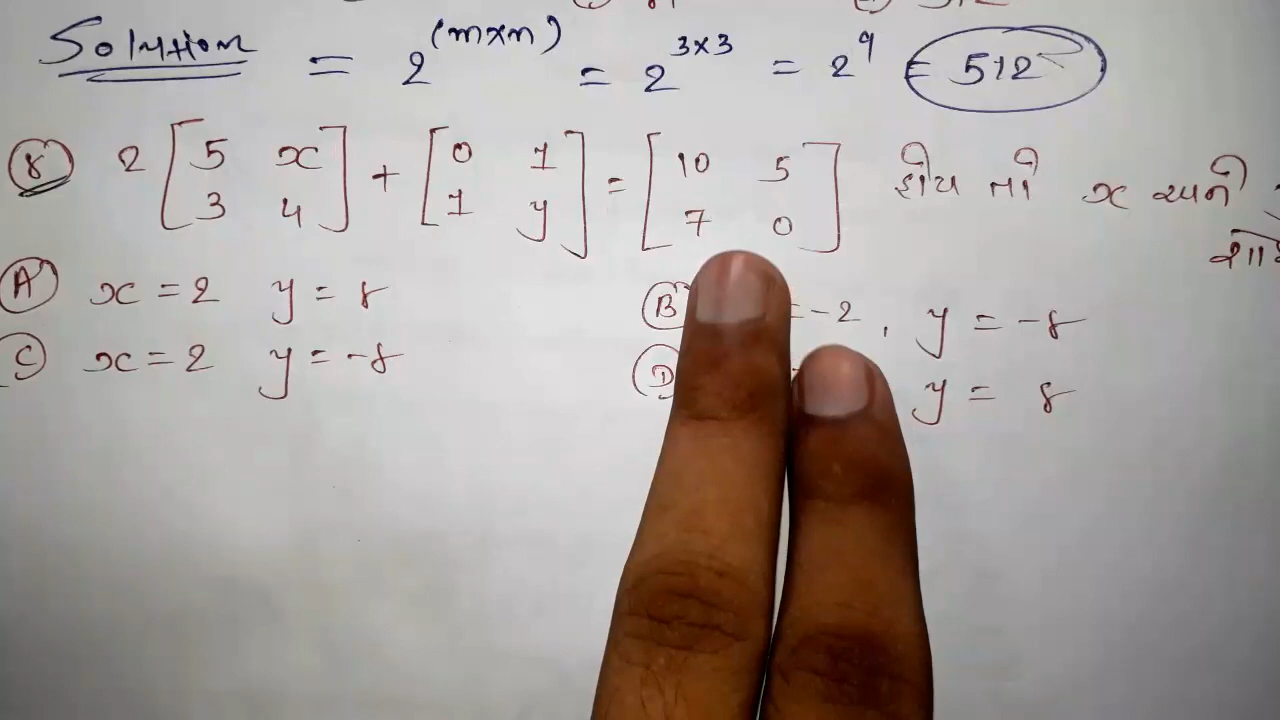 Solution = 2^(m×n) = 2^3×3 = 2^9 = 512
8 2 [5 x] + [0 1] = [10 5] હોય તો x અને
[3 4] [1 y] [7 0]
(A) x = 2 y = 8 (B) = -2, y = -8
(C) x = 2 y = -8 (D) y = 8